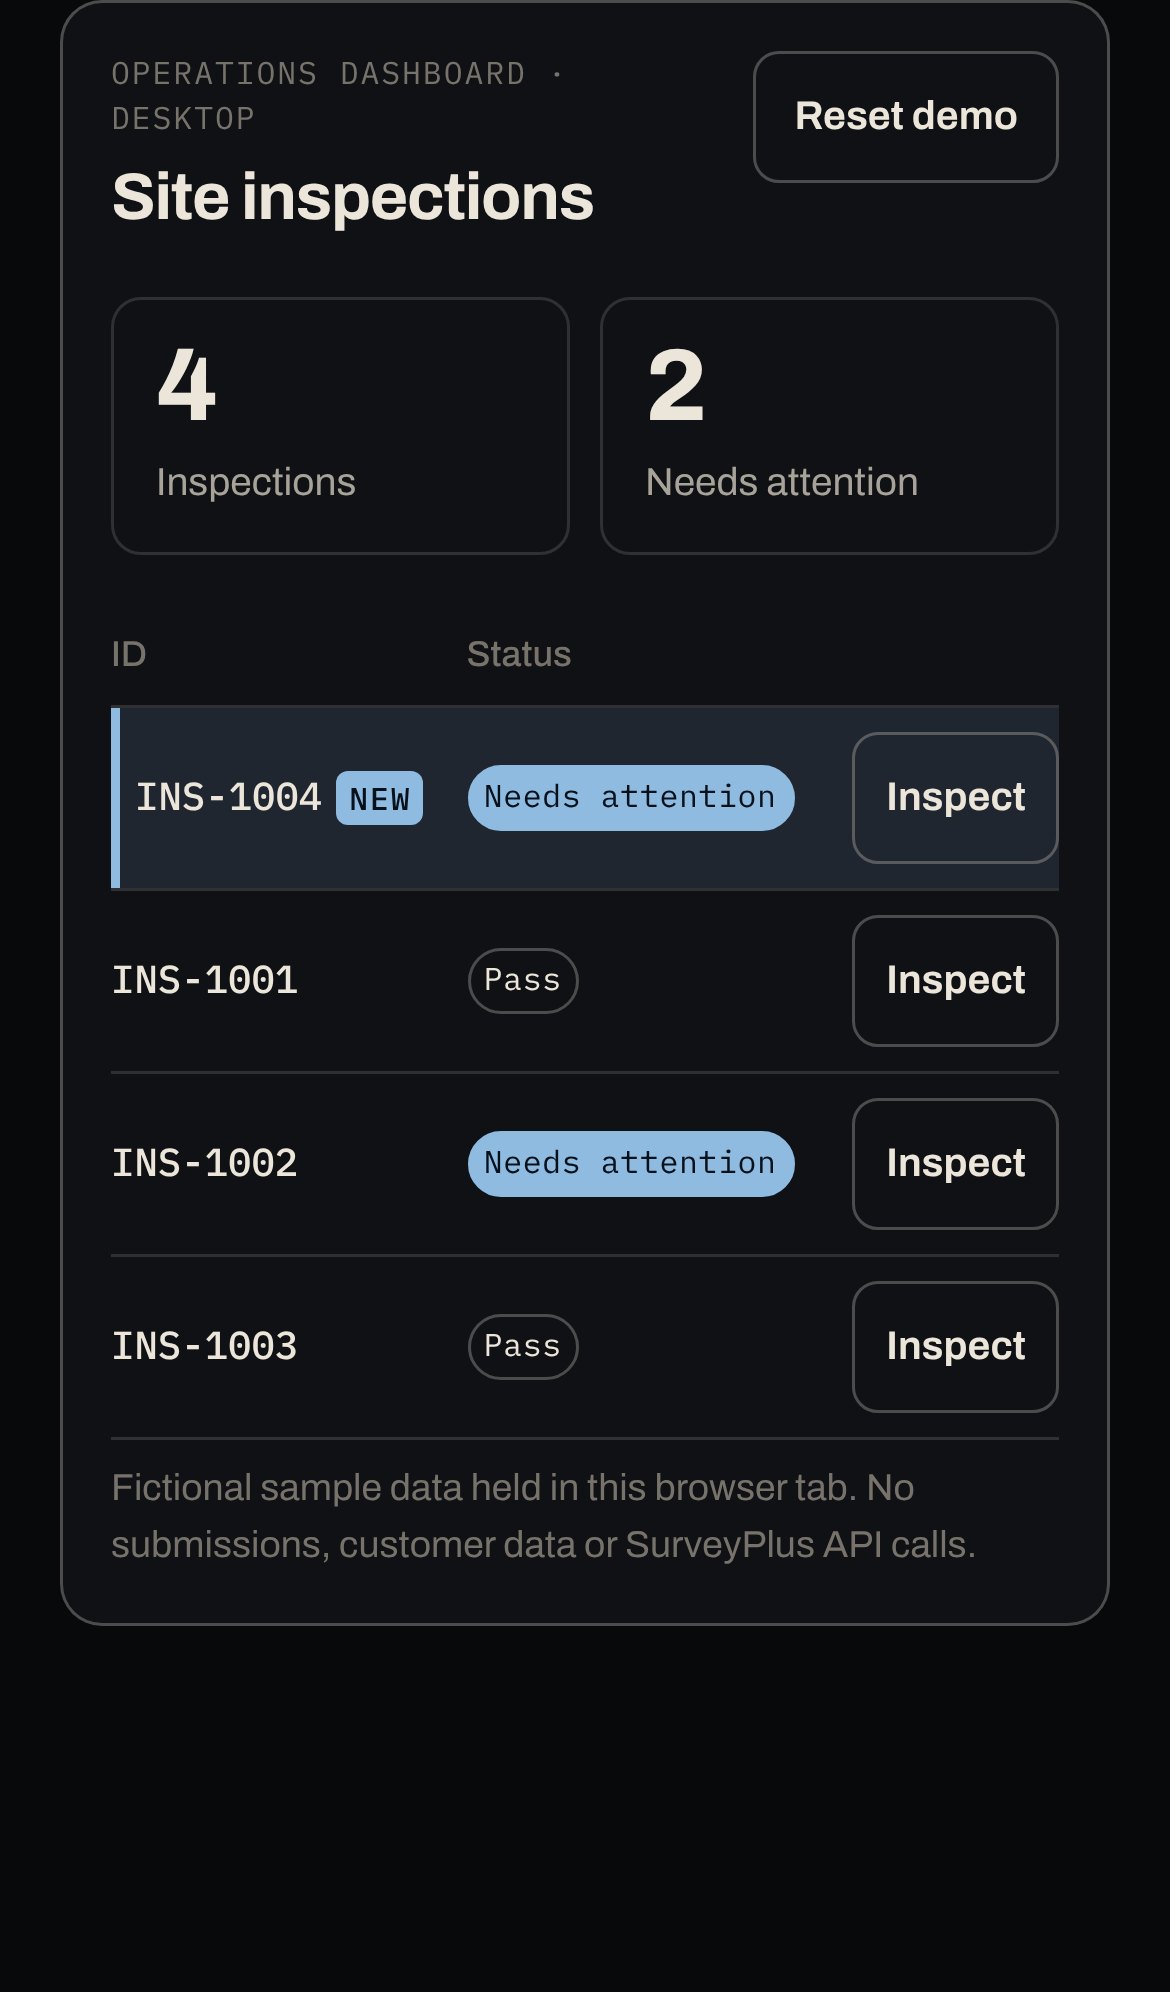 OPERATIONS DASHBOARD ·
DESKTOP
Reset demo
Site inspections
4
Inspections
2
Needs attention
ID Status
INS-1004 NEW Needs attention Inspect
INS-1001 Pass Inspect
INS-1002 Needs attention Inspect
INS-1003 Pass Inspect
Fictional sample data held in this browser tab. No
submissions, customer data or SurveyPlus API calls.